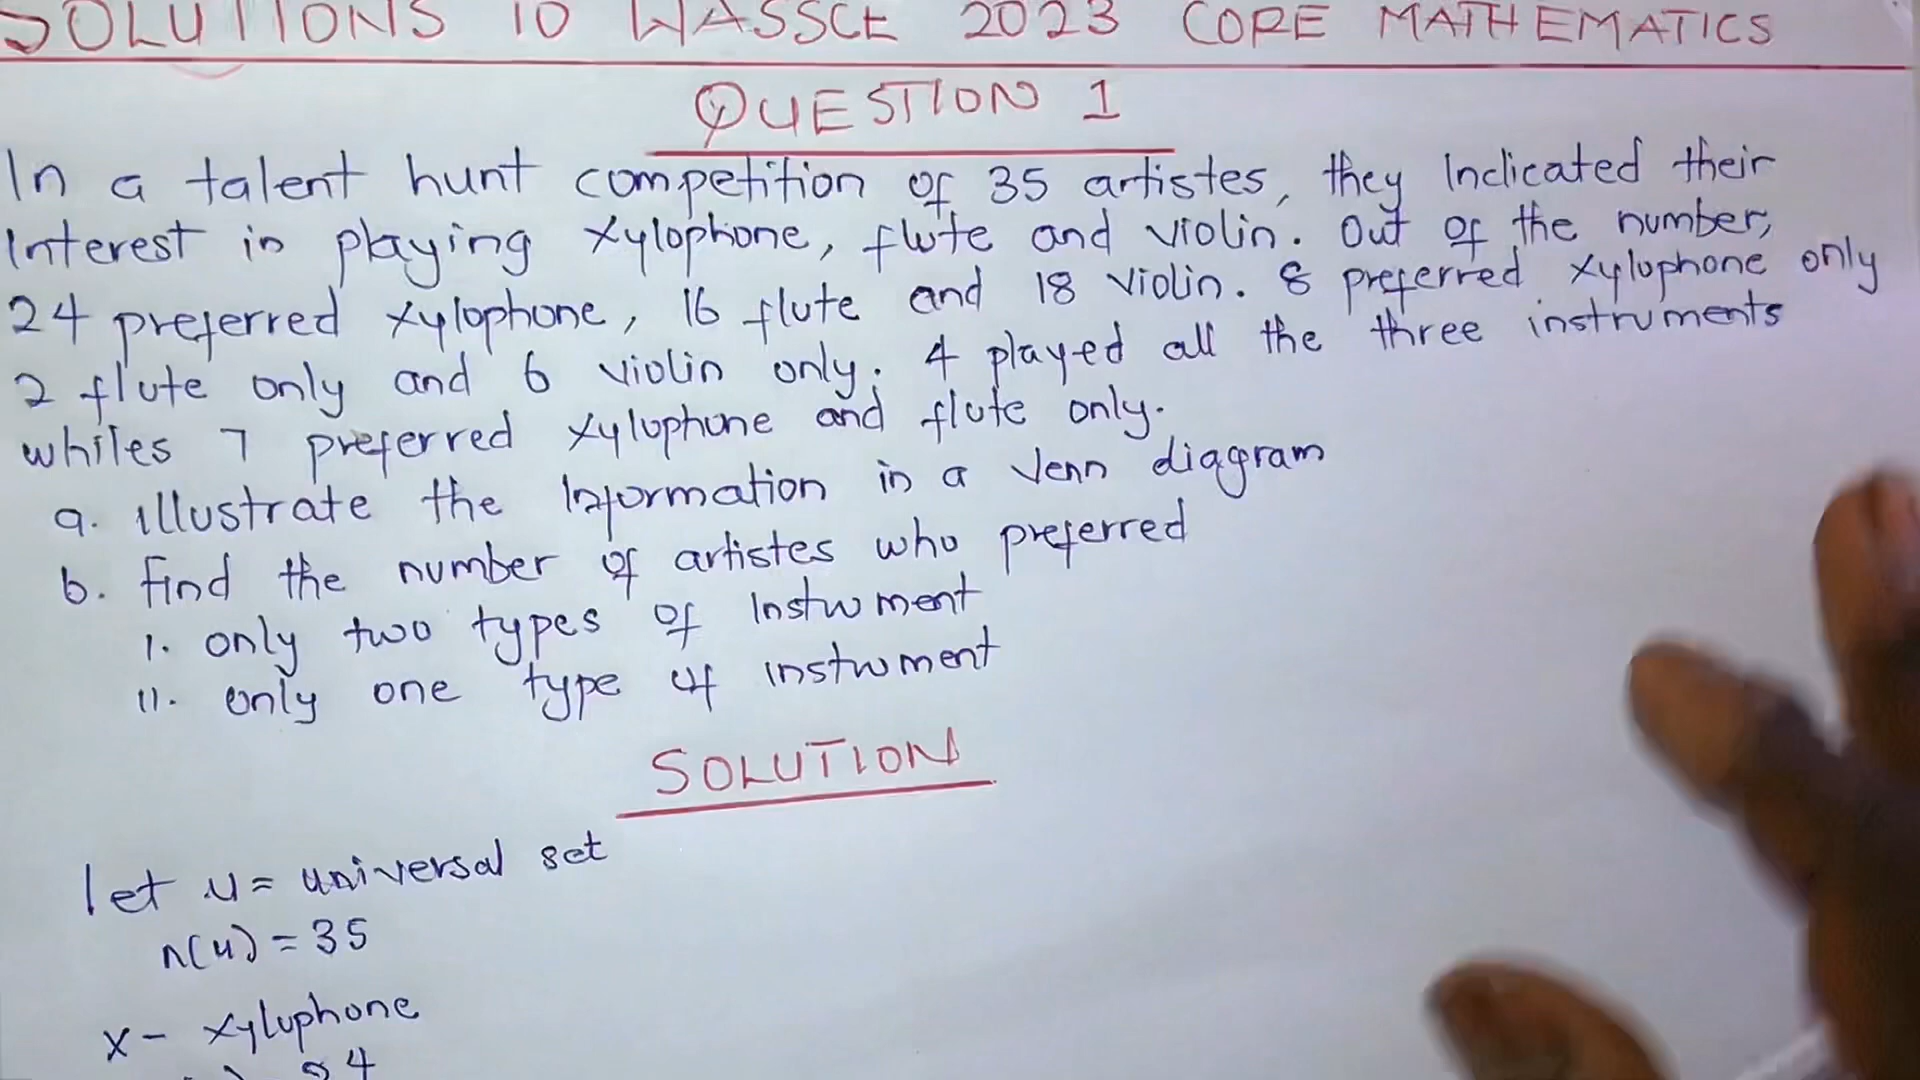 SOLUTIONS TO WASSCE 2023 CORE MATHEMATICS
QUESTION 1
In a talent hunt competition of 35 artistes, they Indicated their
Interest in playing xylophone, flute and violin. Out of the number,
24 preferred xylophone, 16 flute and 18 violin. 8 preferred xylophone only
2 flute only and 6 violin only. 4 played all the three instruments
whiles 7 preferred xylophone and flute only.
a. illustrate the Information in a Venn diagram
b. find the number of artistes who preferred
i. only two types of Instrument
ii. only one type of instrument
SOLUTION
let U = universal set
n(U) = 35
X - xylophone